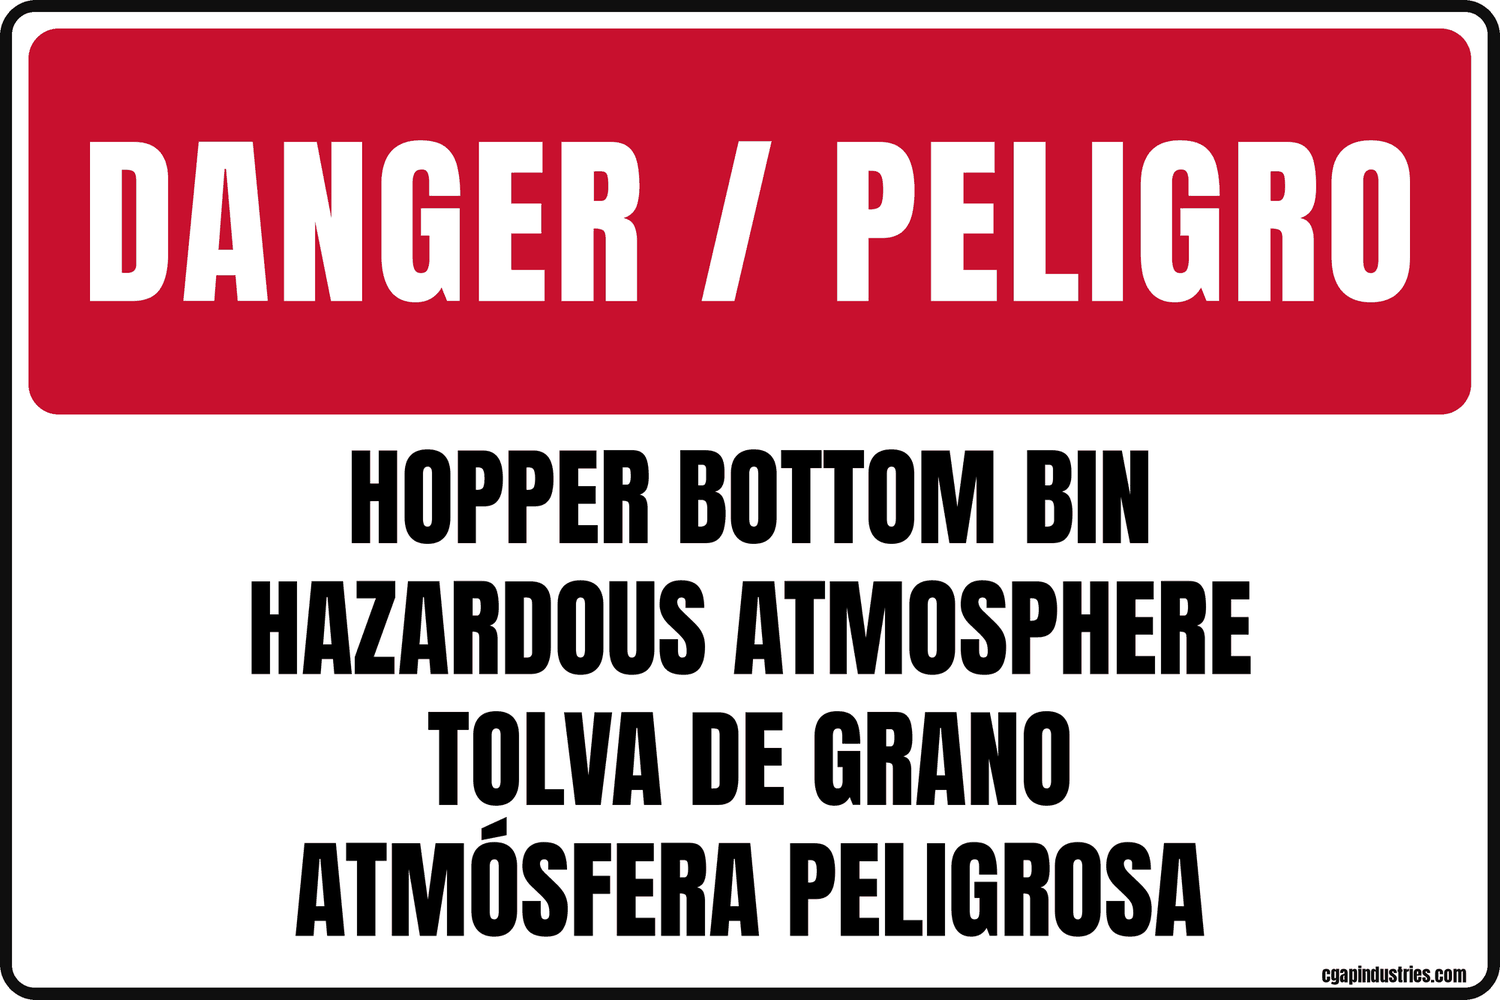 DANGER / PELIGRO
HOPPER BOTTOM BIN
HAZARDOUS ATMOSPHERE
TOLVA DE GRANO
ATMÓSFERA PELIGROSA
cgapindustries.com